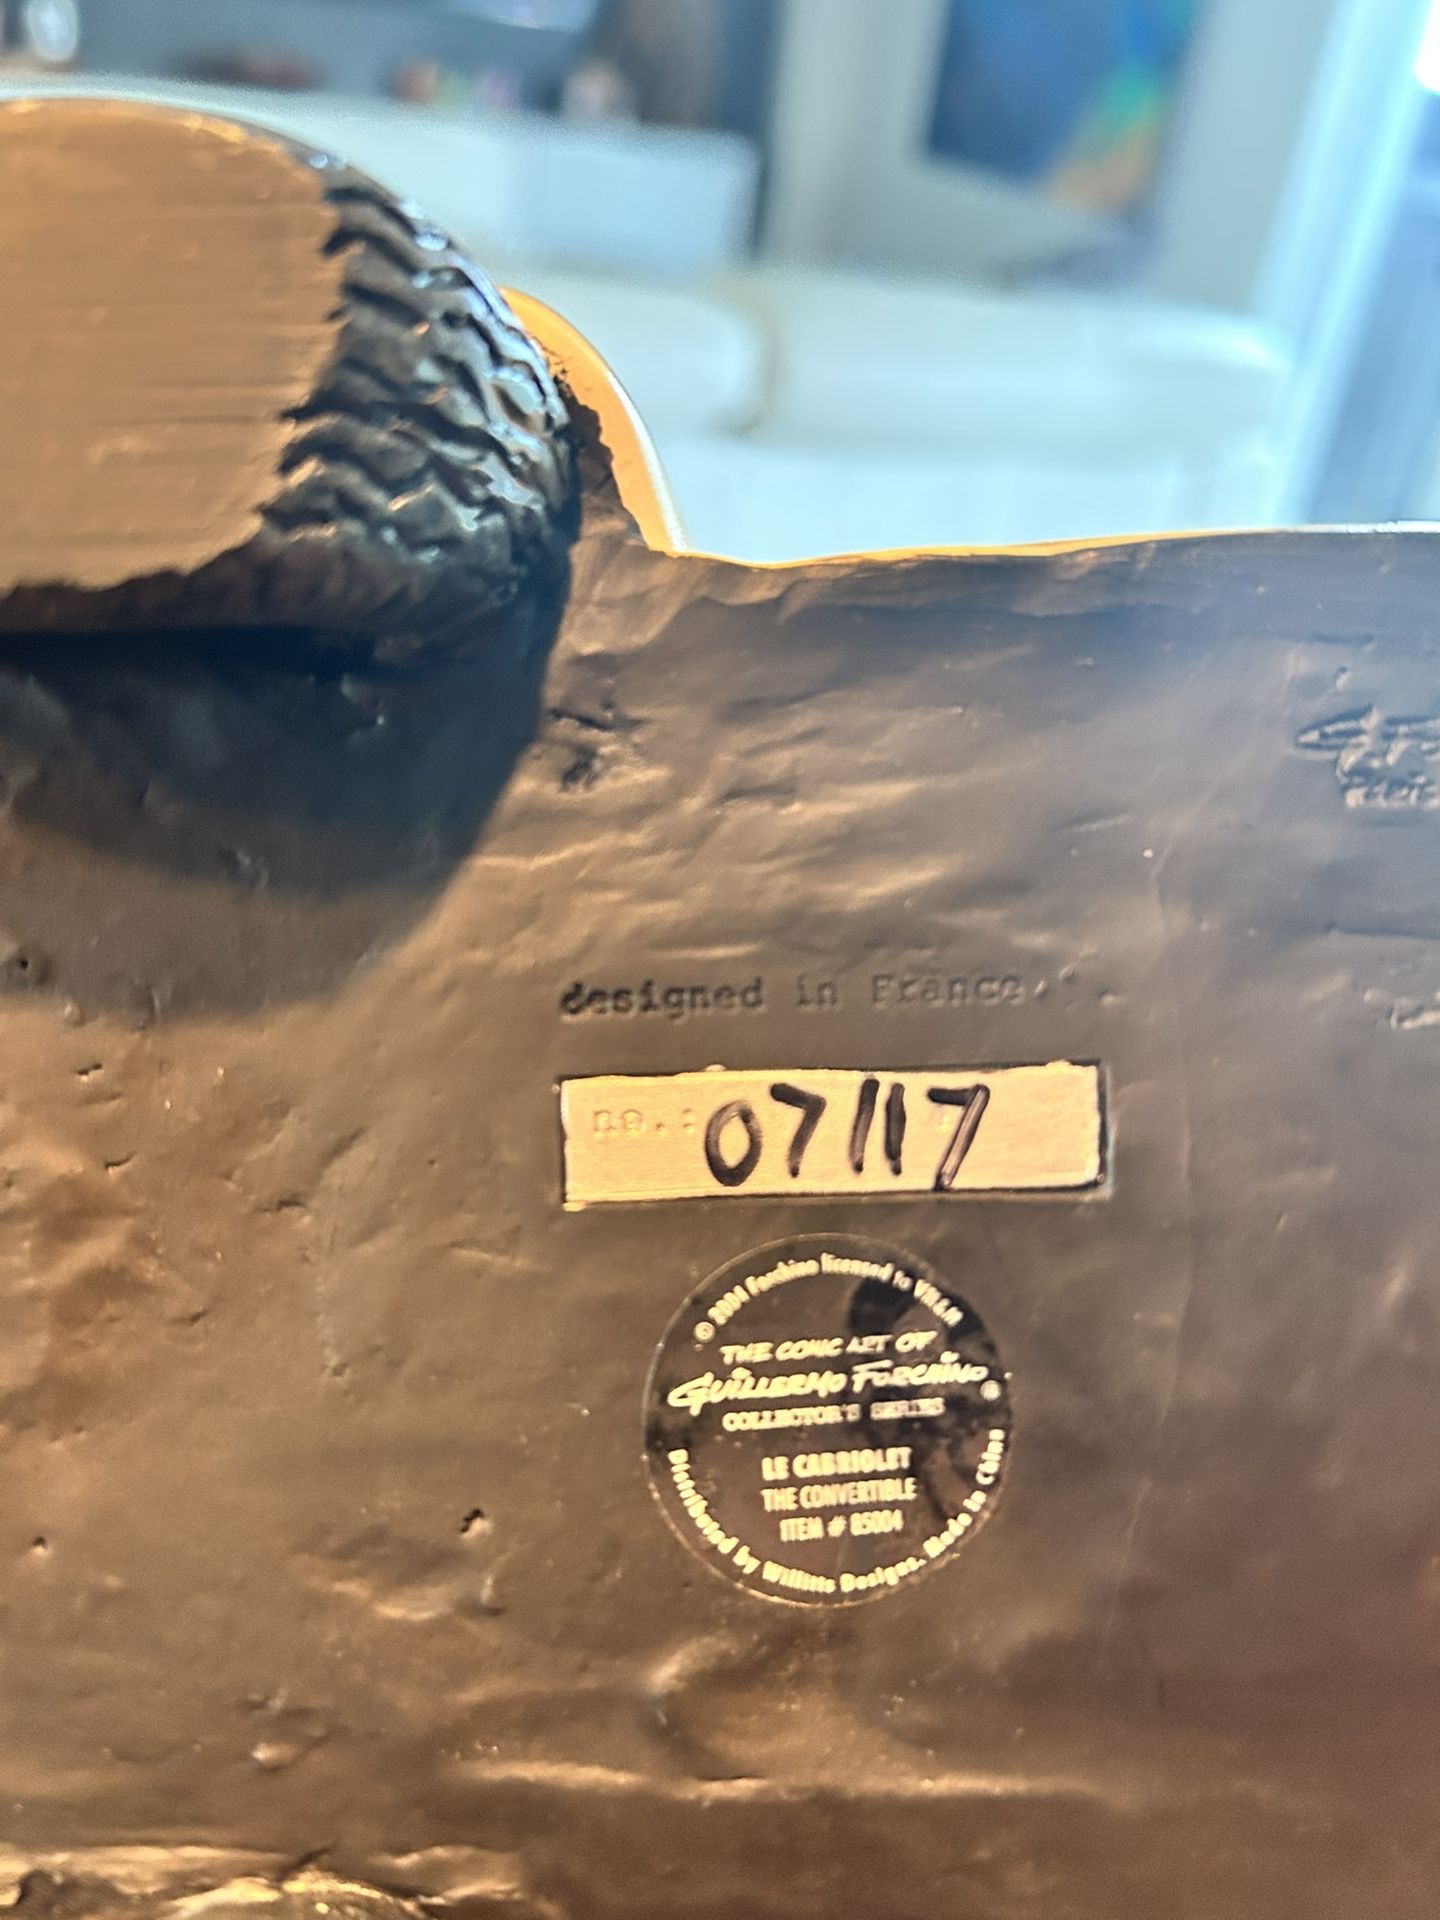 designed in France
no.: 07117
© 2004 Forchino licensed to VM&H
THE COMIC ART OF
GUILLERMO FORCHINO ®
COLLECTOR'S SERIES
LE CABRIOLET
THE CONVERTIBLE
ITEM # 85004
Distributed by Willitts Designs. Made in China